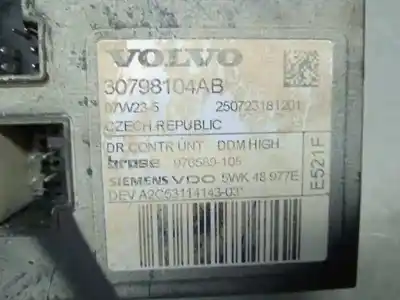 VOLVO
30798104AB
07W23-5 250723181201
CZECH REPUBLIC
DR.CONTR UNT DDM HIGH
brose 976589-105
SIEMENS VDO 5WK 48 977E
DEV A2C53114143-03
E521F